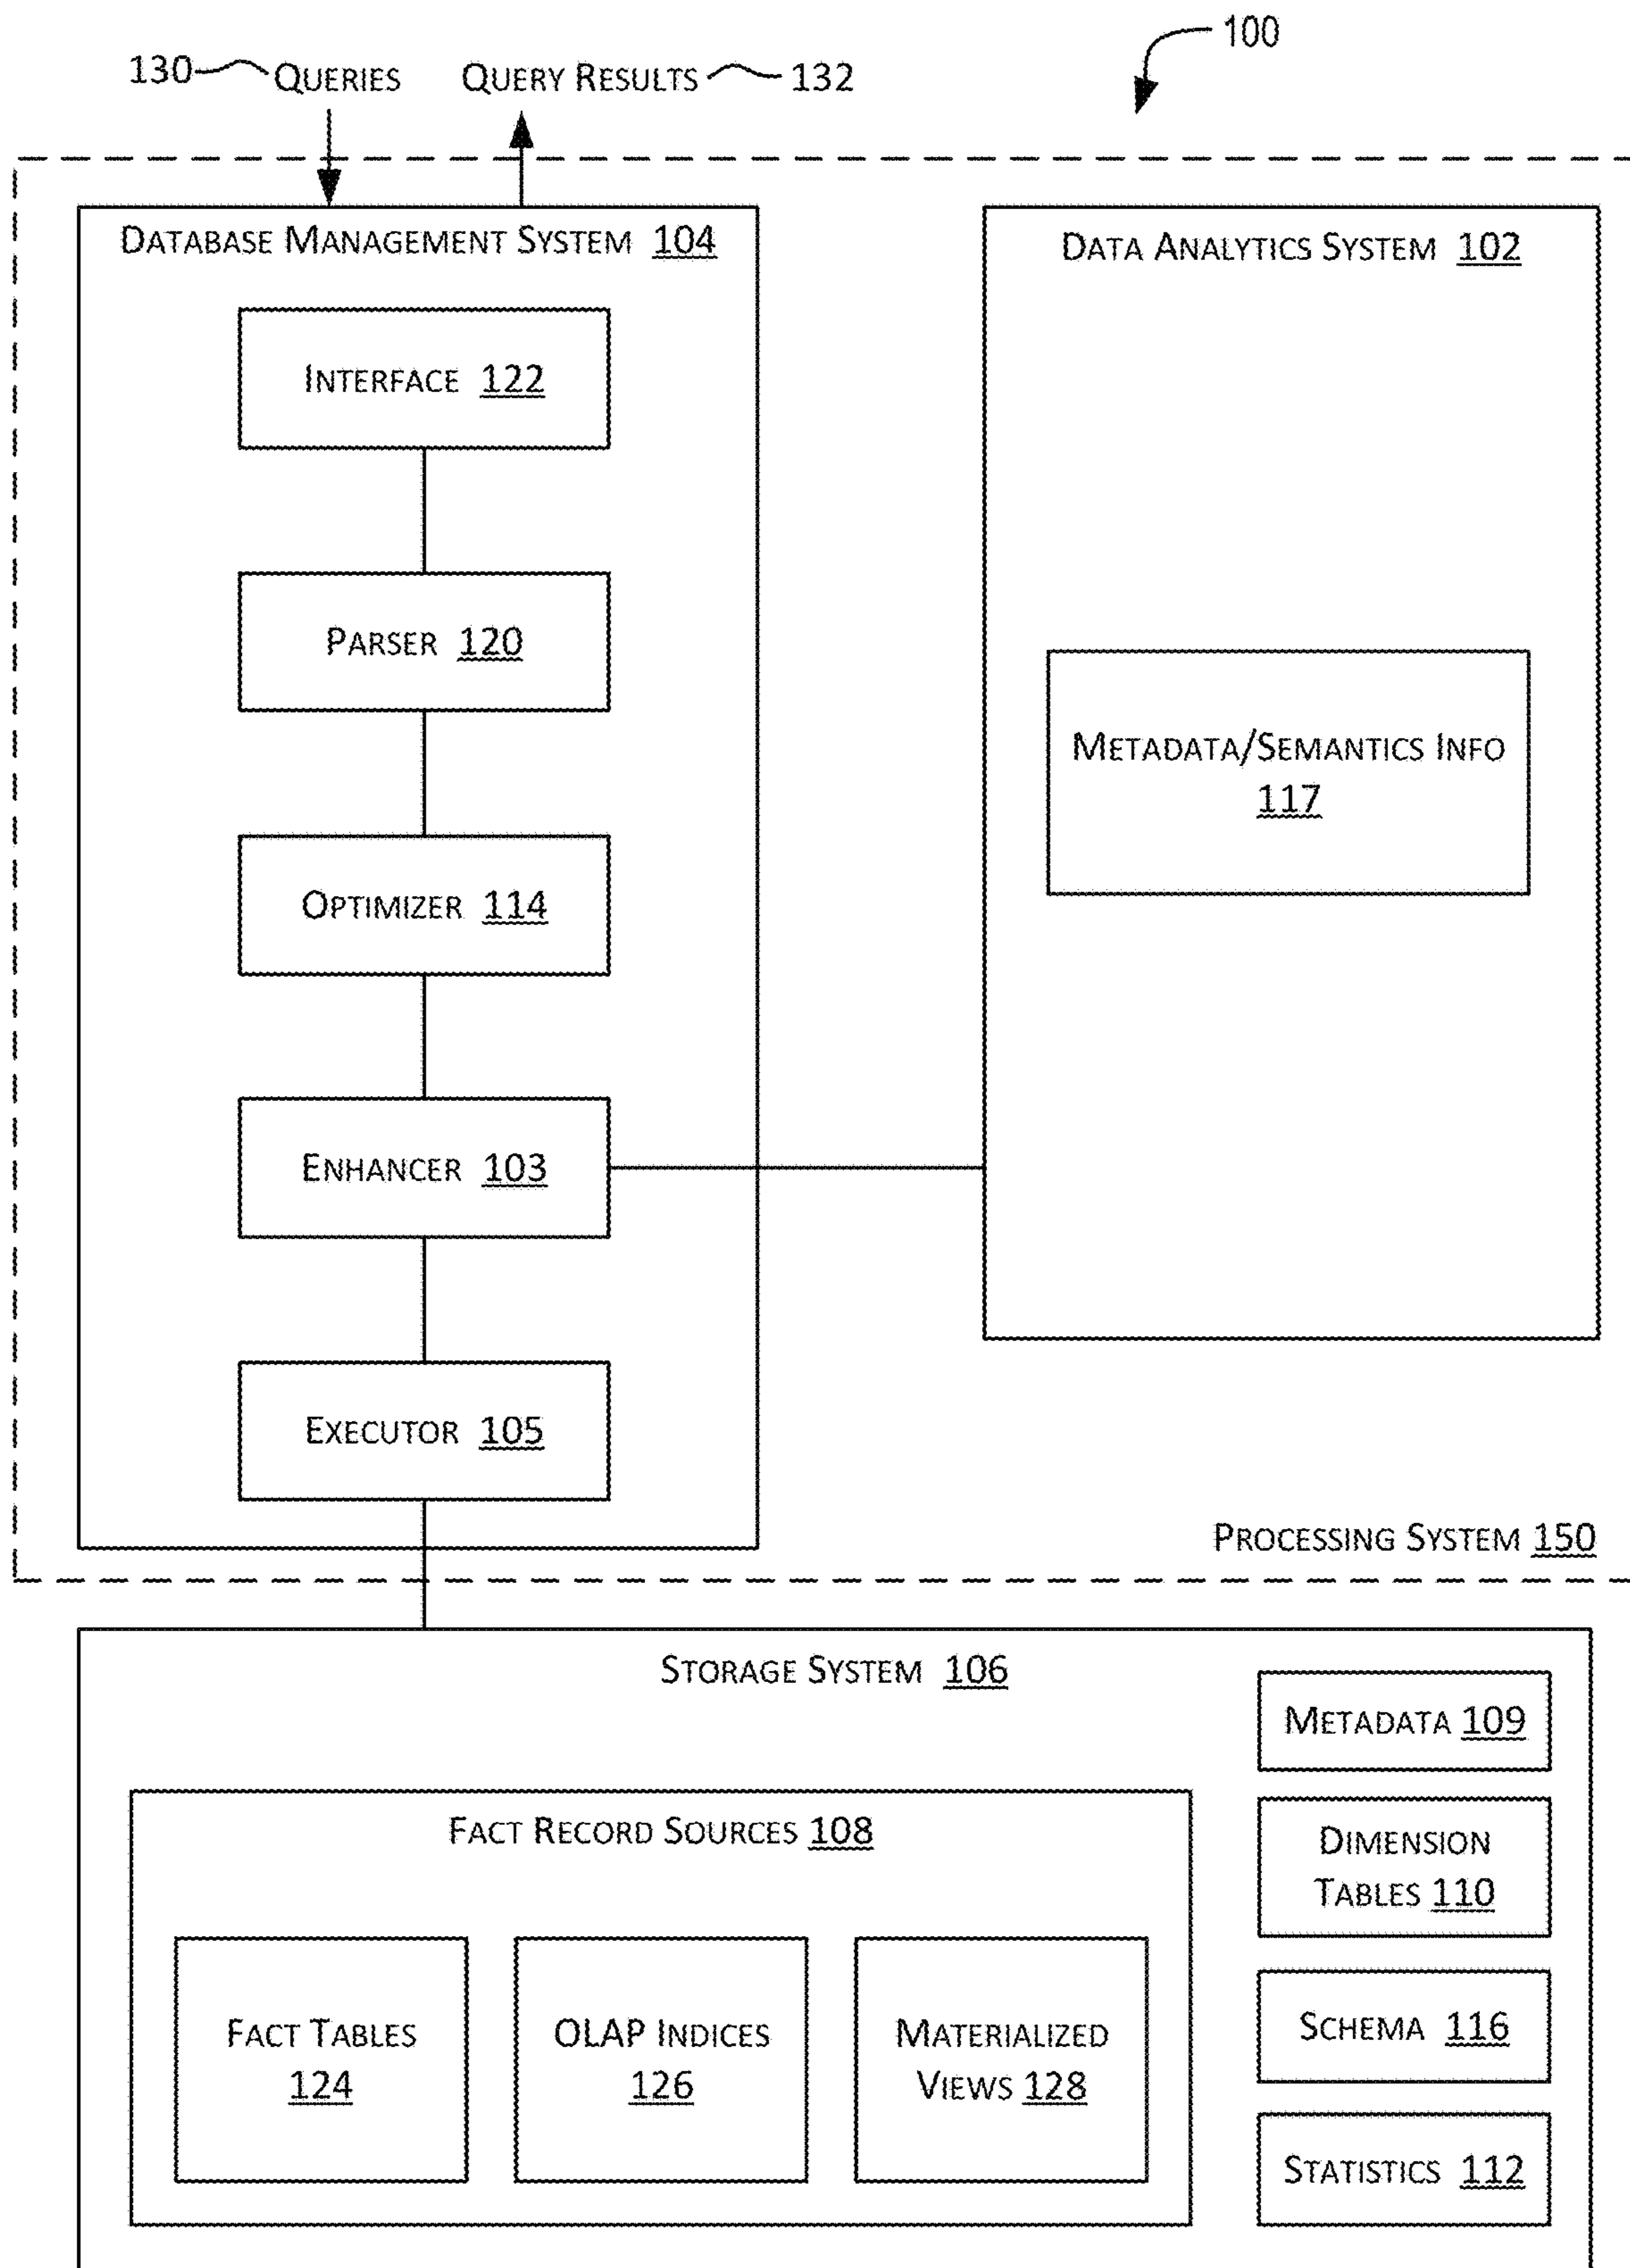 100
130 QUERIES QUERY RESULTS 132
DATABASE MANAGEMENT SYSTEM 104
INTERFACE 122
PARSER 120
OPTIMIZER 114
ENHANCER 103
EXECUTOR 105
DATA ANALYTICS SYSTEM 102
METADATA/SEMANTICS INFO
117
PROCESSING SYSTEM 150
STORAGE SYSTEM 106
FACT RECORD SOURCES 108
FACT TABLES
124
OLAP INDICES
126
MATERIALIZED
VIEWS 128
METADATA 109
DIMENSION
TABLES 110
SCHEMA 116
STATISTICS 112